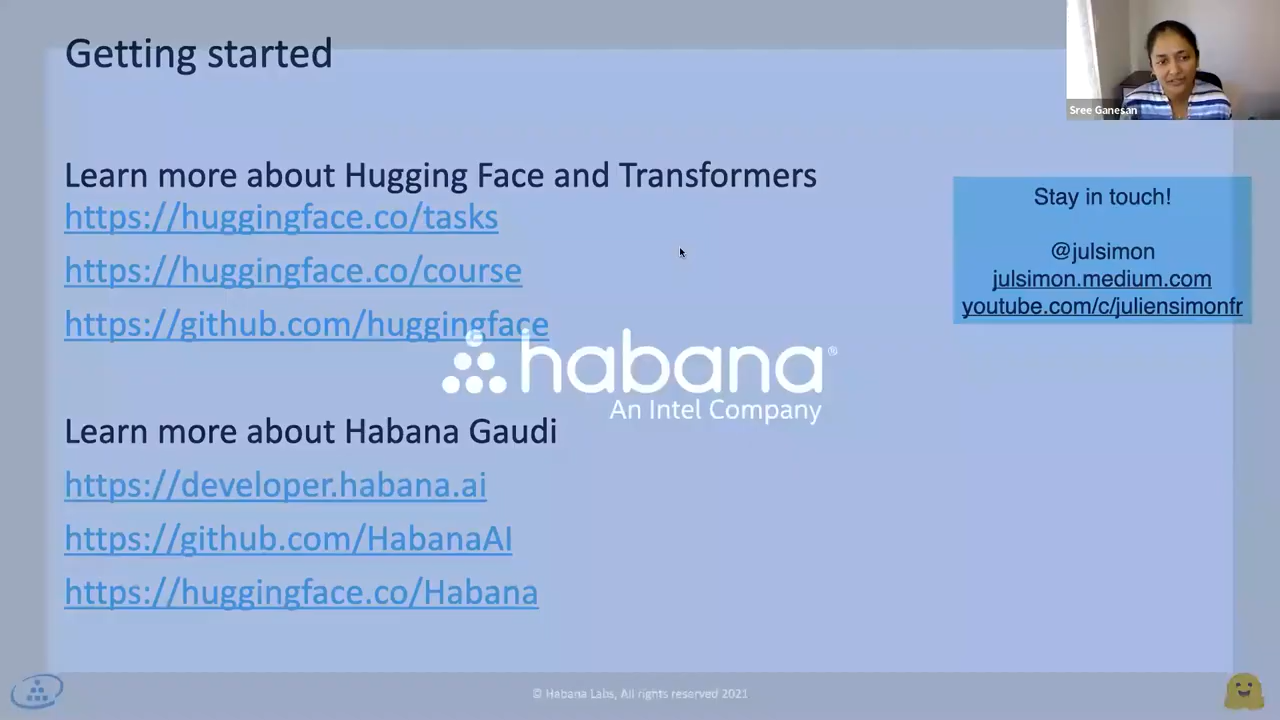 Getting started
Sree Ganesan
Learn more about Hugging Face and Transformers
https://huggingface.co/tasks
https://huggingface.co/course
https://github.com/huggingface
Stay in touch!
@julsimon
julsimon.medium.com
youtube.com/c/juliensimonfr
habana®
An Intel Company
Learn more about Habana Gaudi
https://developer.habana.ai
https://github.com/HabanaAI
https://huggingface.co/Habana
© Habana Labs, All rights reserved 2021